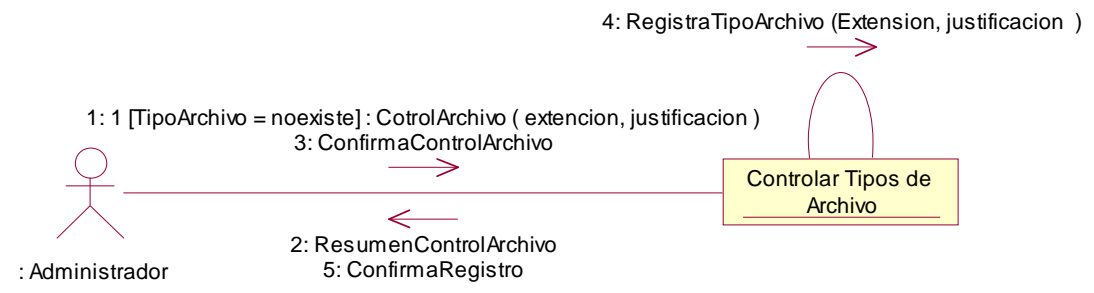 4: RegistraTipoArchivo (Extension, justificacion )
1: 1 [TipoArchivo = noexiste] : CotrolArchivo ( extencion, justificacion )
3: ConfirmaControlArchivo
Controlar Tipos de
Archivo
2: ResumenControlArchivo
5: ConfirmaRegistro
: Administrador